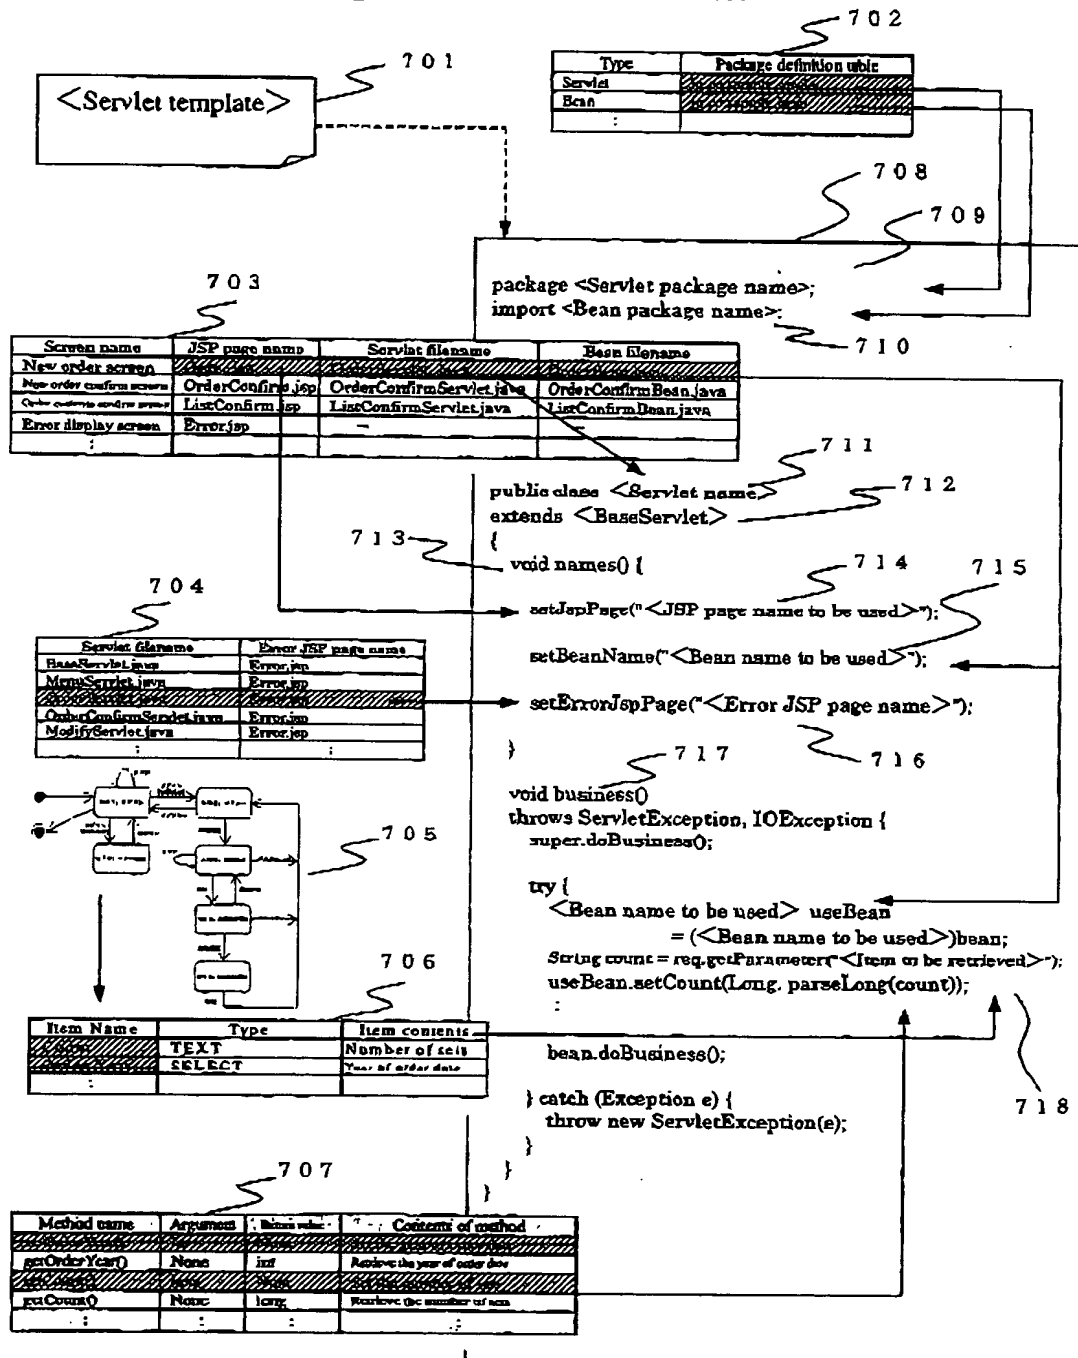 702
701
Type Package definition table
Servlet
Bean
:
<Servlet template>
708
709
package <Servlet package name>;
import <Bean package name>;
710
703
Screen name JSP page name Servlet filename Bean filename
New order screen
New order confirm screen OrderConfirm.jsp OrderConfirmServlet.java OrderConfirmBean.java
ListConfirm.jsp ListConfirmServlet.java ListConfirmBean.java
Error display screen Error.jsp – –
:
711
public class <Servlet name>
712
extends <BaseServlet>
{
713
void names() {
714
715
setJspPage("<JSP page name to be used>");
704
Servlet filename Error JSP page name
BaseServlet.java Error.jsp
MenuServlet.java Error.jsp
OrderConfirmServlet.java Error.jsp
ModifyServlet.java Error.jsp
: :
setBeanName("<Bean name to be used>");
setErrorJspPage("<Error JSP page name>");
716
}
717
void business()
throws ServletException, IOException {
super.doBusiness();
705
try {
<Bean name to be used> useBean
= (<Bean name to be used>)bean;
String count = req.getParameter("<Item to be retrieved>");
useBean.setCount(Long. parseLong(count));
:
706
Item Name Type Item contents
TEXT Number of sets
SELECT Year of order date
:
bean.doBusiness();
718
} catch (Exception e) {
throw new ServletException(e);
}
}
}
707
Method name Argument Return value Contents of method
getOrderYear() None int Retrieve the year of order date
getCount() None long Retrieve the number of sets
: : : :